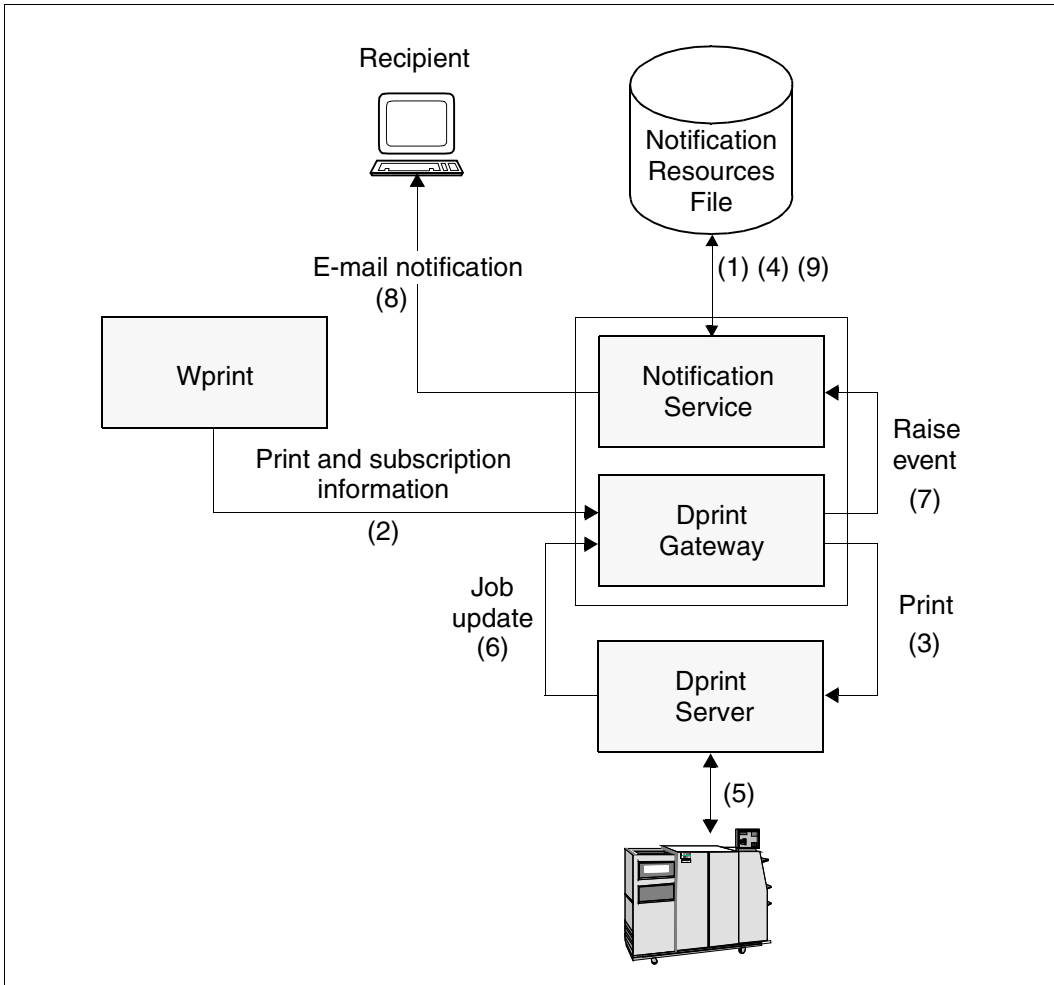 Recipient
Notification
Resources
File
E-mail notification
(8)
(1) (4) (9)
Wprint
Notification
Service
Raise
event
(7)
Print and subscription
information
(2)
Dprint
Gateway
Job
update
(6)
Print
(3)
Dprint
Server
(5)